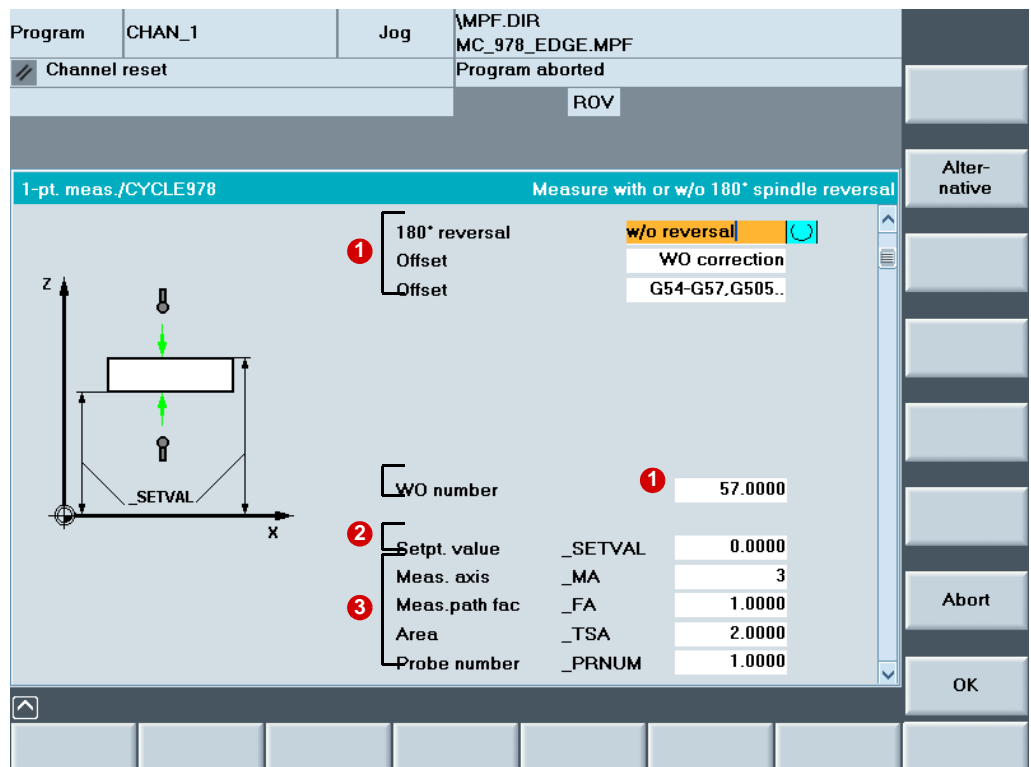 Program CHAN_1 Jog \MPF.DIR
MC_978_EDGE.MPF
Channel reset Program aborted
ROV
Alter-
native
1-pt. meas./CYCLE978 Measure with or w/o 180° spindle reversal
1
180° reversal w/o reversal
Offset WO correction
Offset G54-G57,G505..
Z
_SETVAL
X
WO number 1 57.0000
2
Setpt. value _SETVAL 0.0000
Meas. axis _MA 3
3
Meas.path fac _FA 1.0000
Area _TSA 2.0000
Probe number _PRNUM 1.0000
Abort
OK